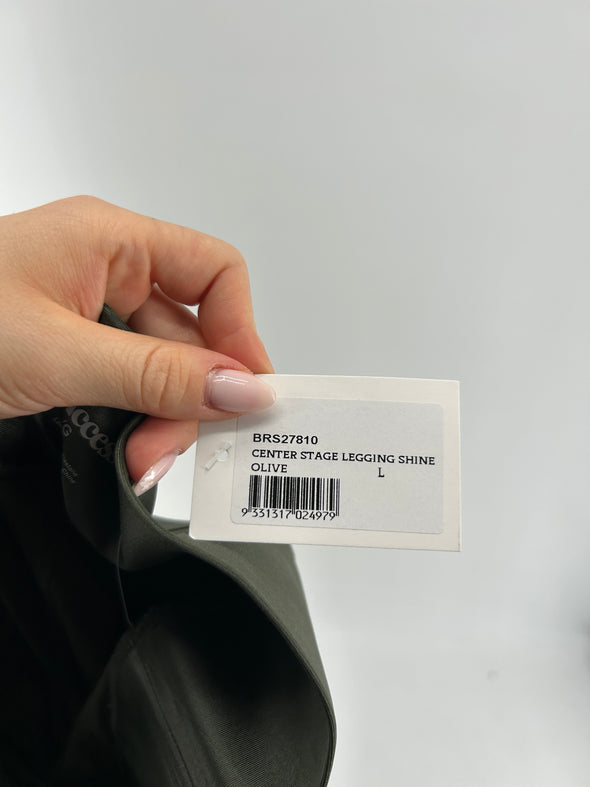 BRS27810
CENTER STAGE LEGGING SHINE
OLIVE L
9 331317 024979